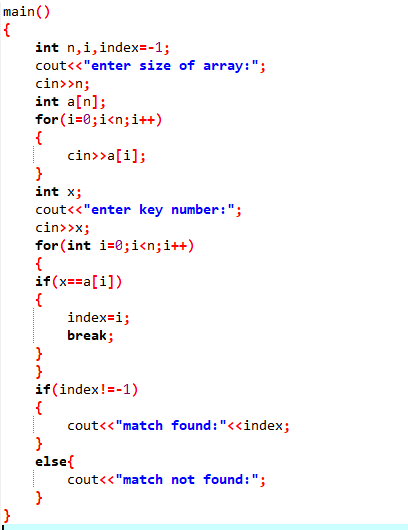 main()
{
    int n,i,index=-1;
    cout<<"enter size of array:";
    cin>>n;
    int a[n];
    for(i=0;i<n;i++)
    {
        cin>>a[i];
    }
    int x;
    cout<<"enter key number:";
    cin>>x;
    for(int i=0;i<n;i++)
    {
    if(x==a[i])
    {
        index=i;
        break;
    }
    }
    if(index!=-1)
    {
        cout<<"match found:"<<index;
    }
    else{
        cout<<"match not found:";
    }
}